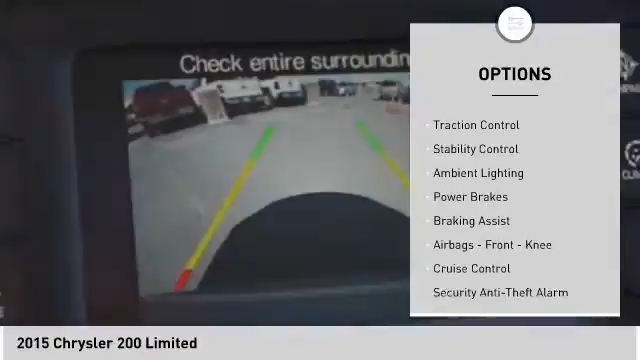 Check entire surroundin
OPTIONS
Traction Control
Stability Control
Ambient Lighting
Power Brakes
Braking Assist
Airbags - Front - Knee
Cruise Control
Security Anti-Theft Alarm
2015 Chrysler 200 Limited